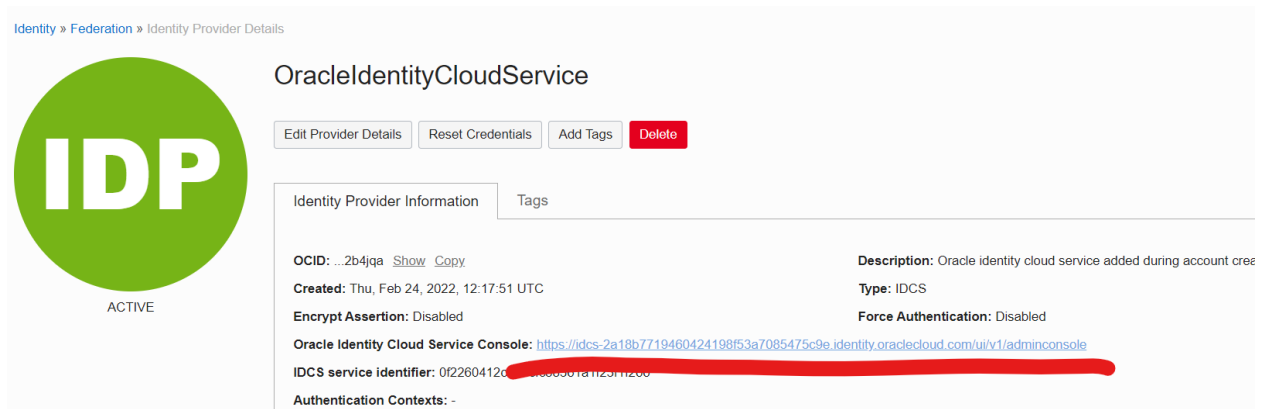 Identity » Federation » Identity Provider Details
OracleIdentityCloudService
Edit Provider Details Reset Credentials Add Tags Delete
IDP
Identity Provider Information Tags
OCID: ...2b4jqa Show Copy
Description: Oracle identity cloud service added during account crea
Created: Thu, Feb 24, 2022, 12:17:51 UTC
Type: IDCS
ACTIVE
Encrypt Assertion: Disabled
Force Authentication: Disabled
Oracle Identity Cloud Service Console: https://idcs-2a18b7719460424198f53a7085475c9e.identity.oraclecloud.com/ui/v1/adminconsole
IDCS service identifier:
Authentication Contexts: -